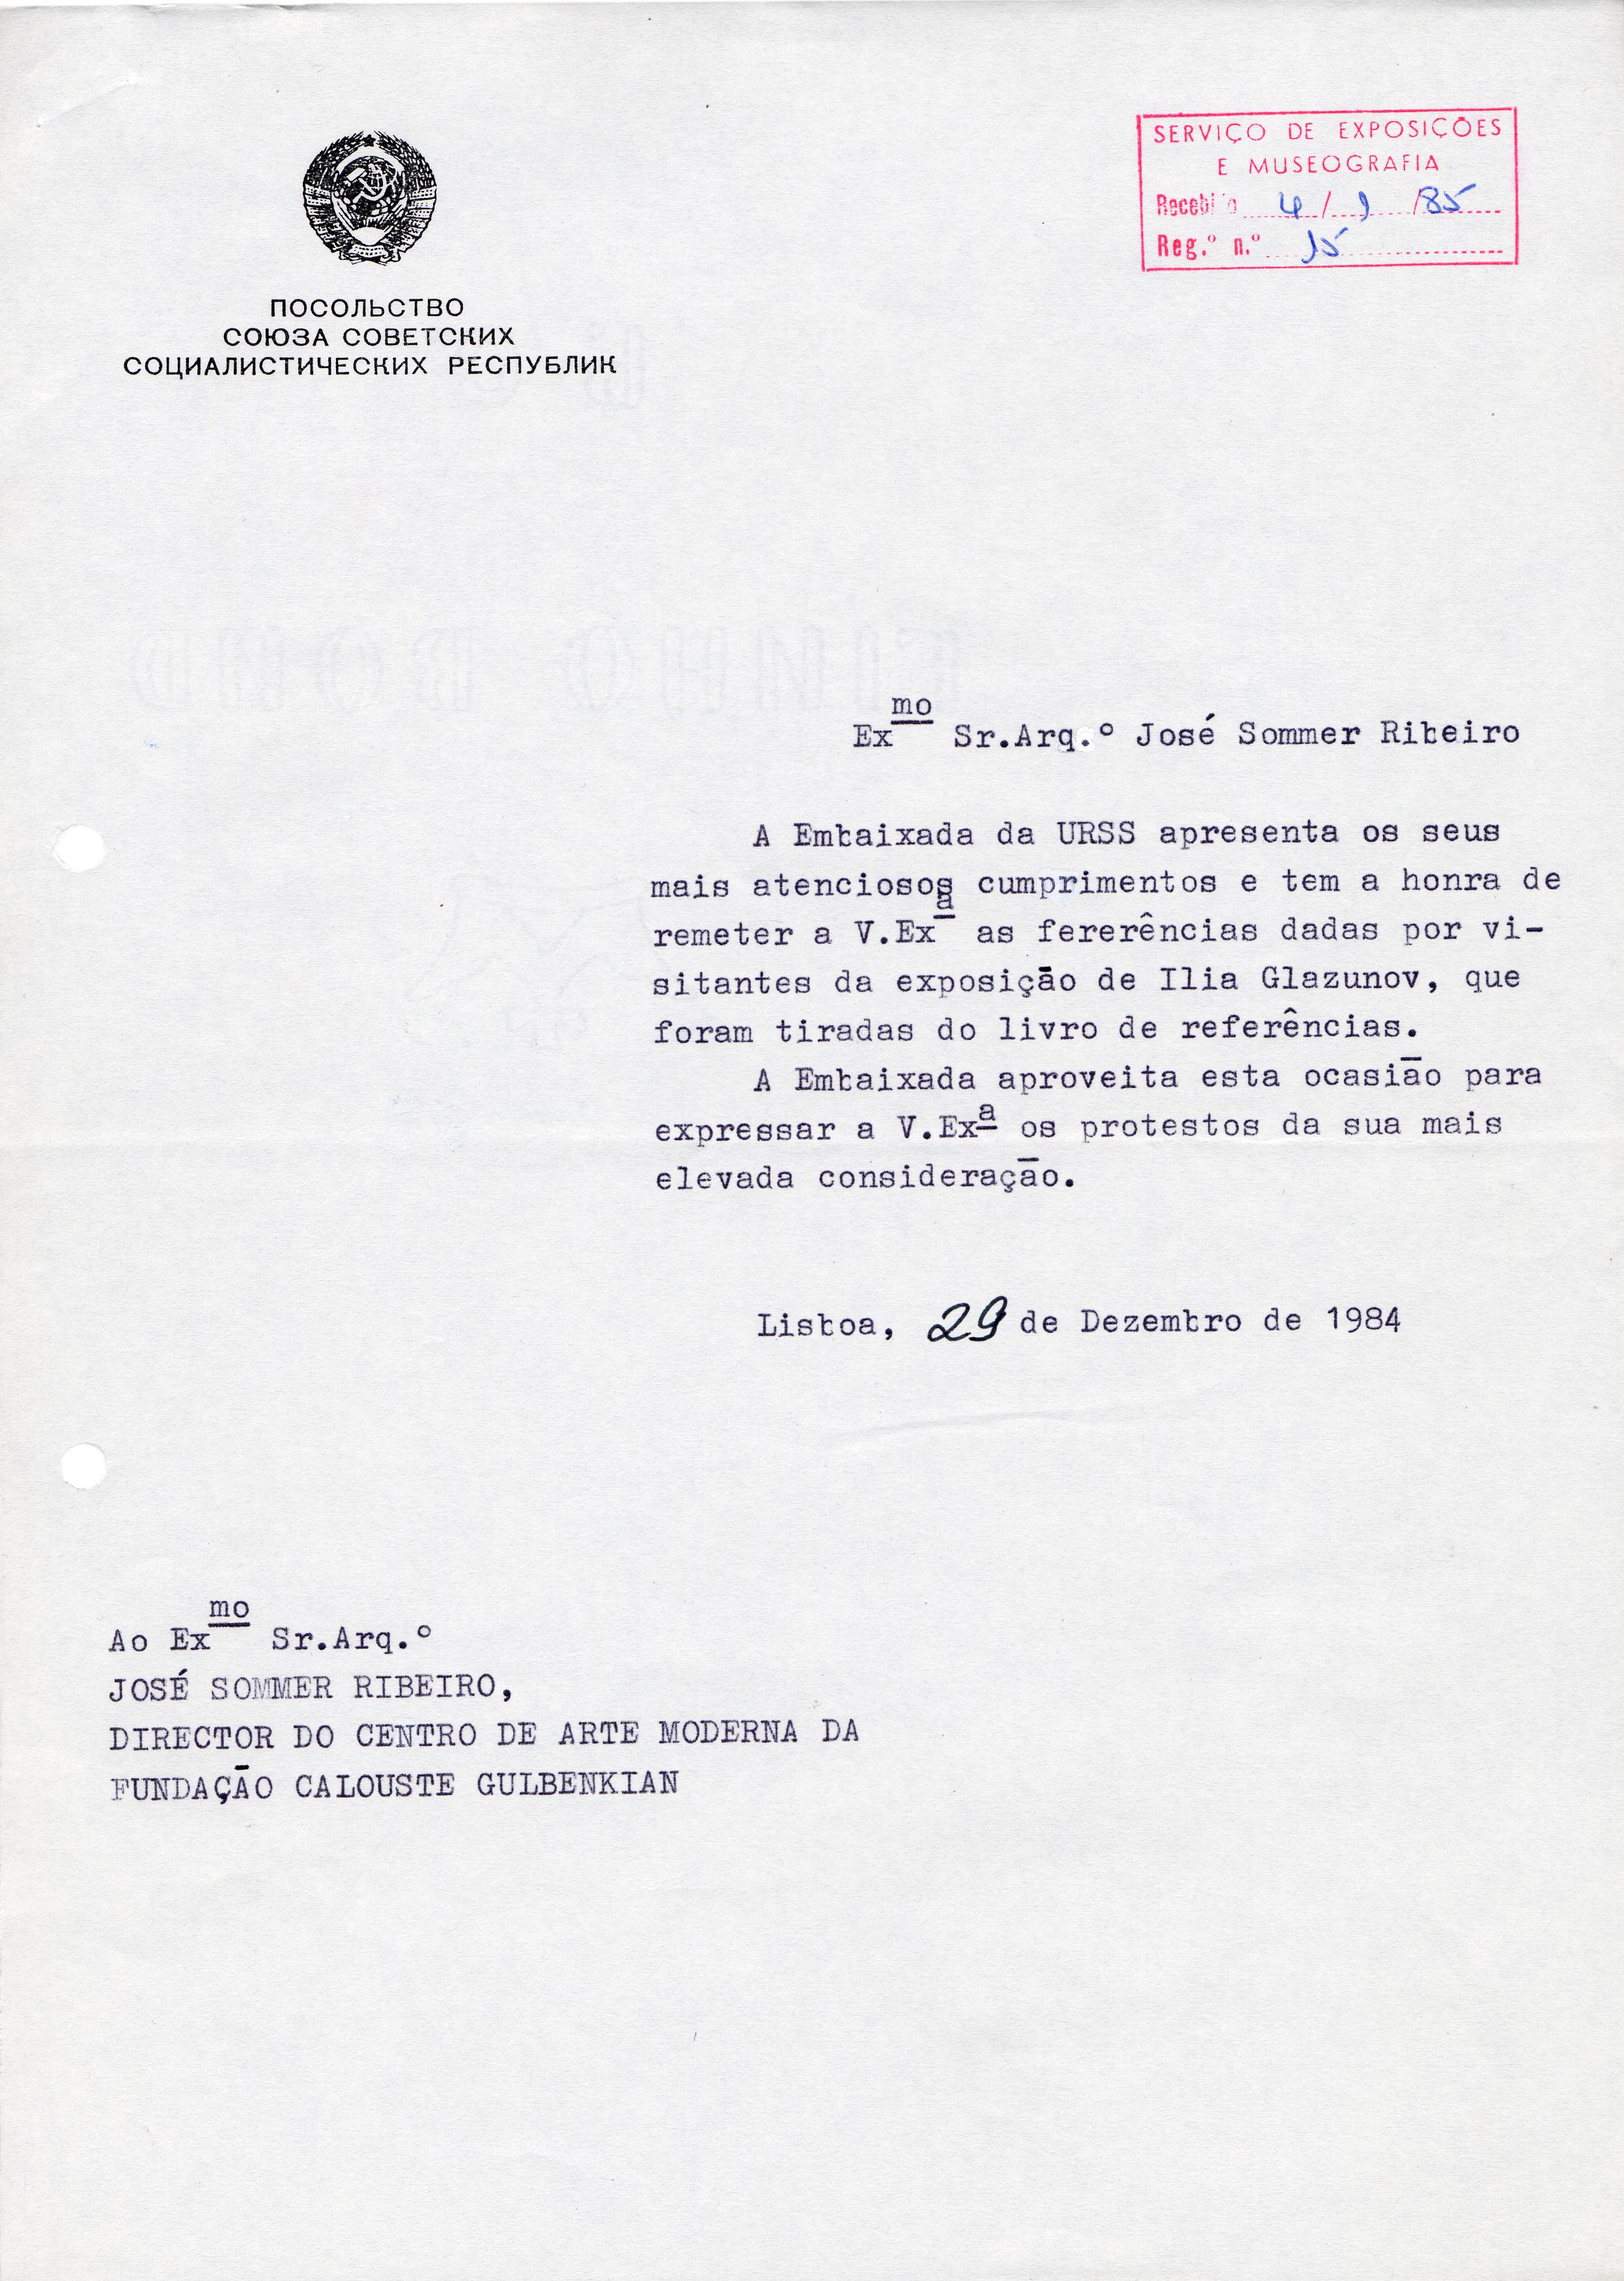 ПОСОЛЬСТВО
СОЮЗА СОВЕТСКИХ
СОЦИАЛИСТИЧЕСКИХ РЕСПУБЛИК
SERVIÇO DE EXPOSIÇÕES
E MUSEOGRAFIA
Recebido 4 / 1 /85
Reg.º n.º 15
Exmo Sr.Arq.º José Sommer Ribeiro
A Embaixada da URSS apresenta os seus
mais atenciosos cumprimentos e tem a honra de
remeter a V.Exª as fererências dadas por vi-
sitantes da exposição de Ilia Glazunov, que
foram tiradas do livro de referências.
A Embaixada aproveita esta ocasião para
expressar a V.Exª os protestos da sua mais
elevada consideração.
Lisboa, 29 de Dezembro de 1984
Ao Exmo Sr.Arq.º
JOSÉ SOMMER RIBEIRO,
DIRECTOR DO CENTRO DE ARTE MODERNA DA
FUNDAÇÃO CALOUSTE GULBENKIAN